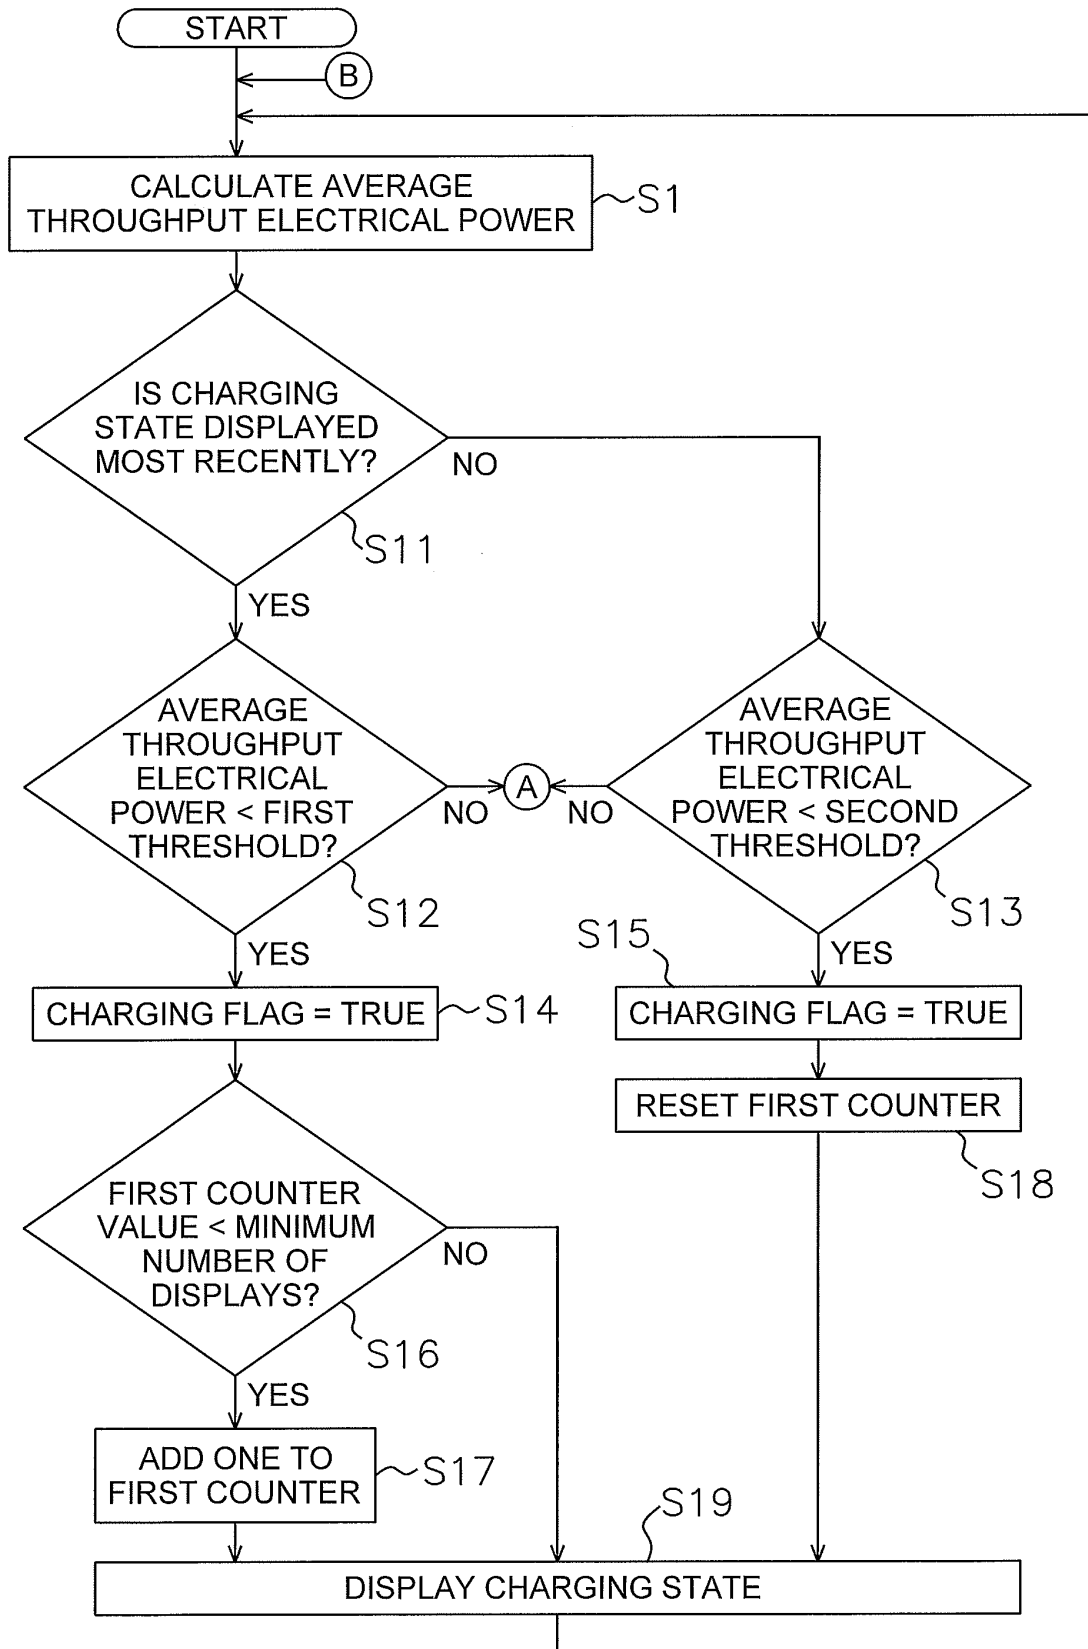 START
B
CALCULATE AVERAGE
THROUGHPUT ELECTRICAL POWER
S1
IS CHARGING
STATE DISPLAYED
MOST RECENTLY?
NO
S11
YES
AVERAGE
THROUGHPUT
ELECTRICAL
POWER < FIRST
THRESHOLD?
NO
A
NO
AVERAGE
THROUGHPUT
ELECTRICAL
POWER < SECOND
THRESHOLD?
S12
S13
YES
S15
YES
CHARGING FLAG = TRUE
S14
CHARGING FLAG = TRUE
RESET FIRST COUNTER
S18
FIRST COUNTER
VALUE < MINIMUM
NUMBER OF
DISPLAYS?
NO
S16
YES
ADD ONE TO
FIRST COUNTER
S17
S19
DISPLAY CHARGING STATE